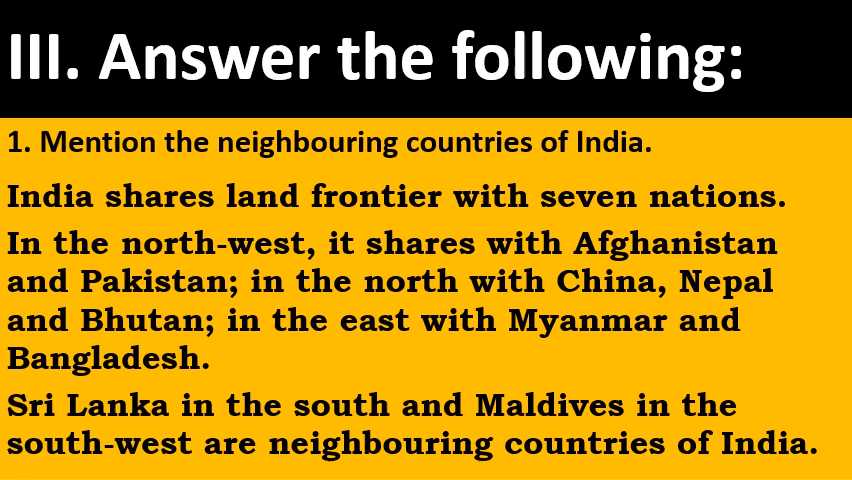 III. Answer the following:
1. Mention the neighbouring countries of India.
India shares land frontier with seven nations.
In the north-west, it shares with Afghanistan
and Pakistan; in the north with China, Nepal
and Bhutan; in the east with Myanmar and
Bangladesh.
Sri Lanka in the south and Maldives in the
south-west are neighbouring countries of India.